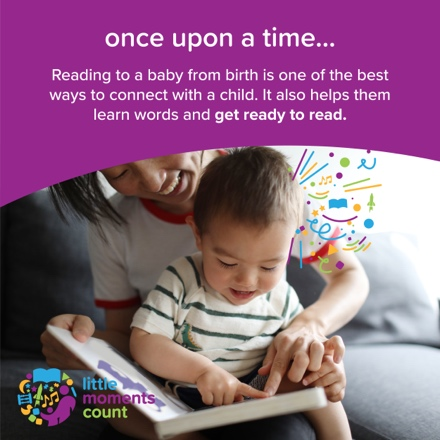 once upon a time...
Reading to a baby from birth is one of the best
ways to connect with a child. It also helps them
learn words and get ready to read.
little
moments
count